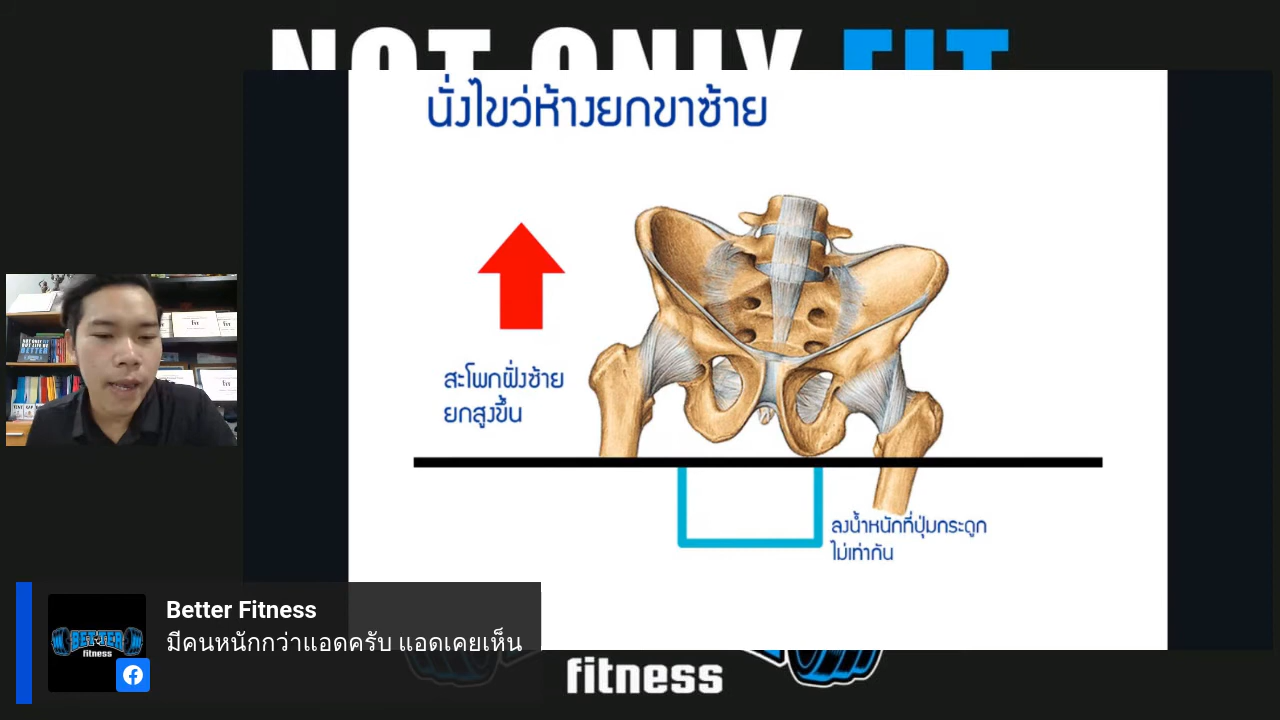 NOT ONLY FIT
นั่งไขว่ห้างยกขาซ้าย
สะโพกฝั่งซ้าย
ยกสูงขึ้น
ลงน้ำหนักที่ปุ่มกระดูก
ไม่เท่ากัน
Better Fitness
มีคนหนักกว่าแอดครับ แอดเคยเห็น
BETTER
fitness
fitness